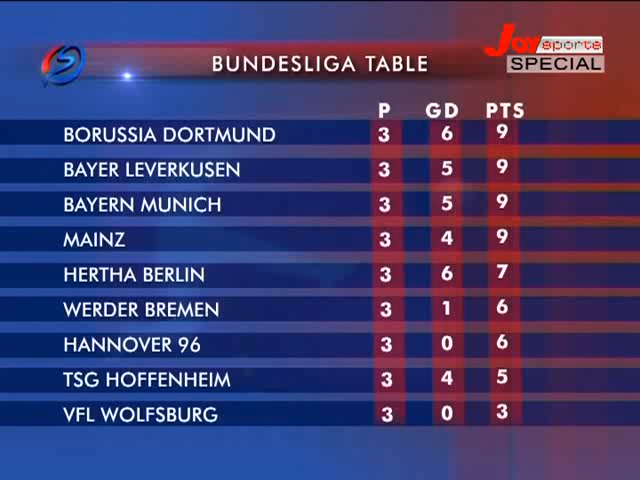 Joysports
SPECIAL
BUNDESLIGA TABLE
P GD PTS
BORUSSIA DORTMUND 3 6 9
BAYER LEVERKUSEN 3 5 9
BAYERN MUNICH 3 5 9
MAINZ 3 4 9
HERTHA BERLIN 3 6 7
WERDER BREMEN 3 1 6
HANNOVER 96 3 0 6
TSG HOFFENHEIM 3 4 5
VFL WOLFSBURG 3 0 3